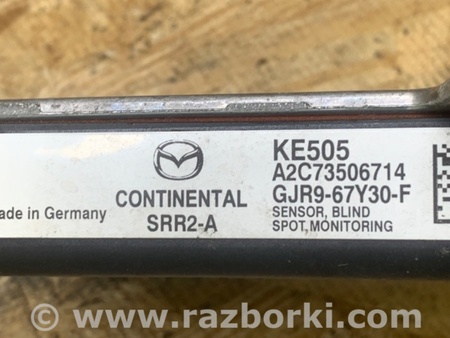 KE505
A2C73506714
CONTINENTAL GJR9-67Y30-F
ade in Germany SRR2-A SENSOR, BLIND
SPOT, MONITORING
© www.razborki.com